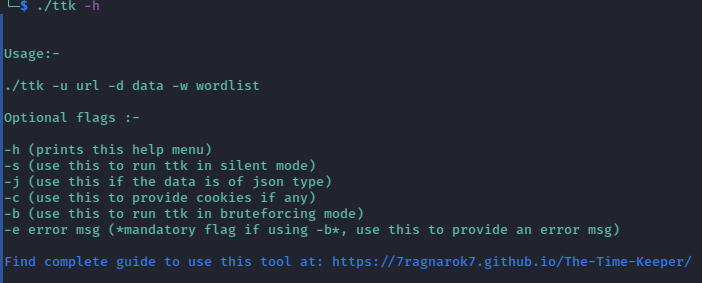 └─$ ./ttk -h
Usage:-
./ttk -u url -d data -w wordlist
Optional flags :-
-h (prints this help menu)
-s (use this to run ttk in silent mode)
-j (use this if the data is of json type)
-c (use this to provide cookies if any)
-b (use this to run ttk in bruteforcing mode)
-e error msg (*mandatory flag if using -b*, use this to provide an error msg)
Find complete guide to use this tool at: https://7ragnarok7.github.io/The-Time-Keeper/